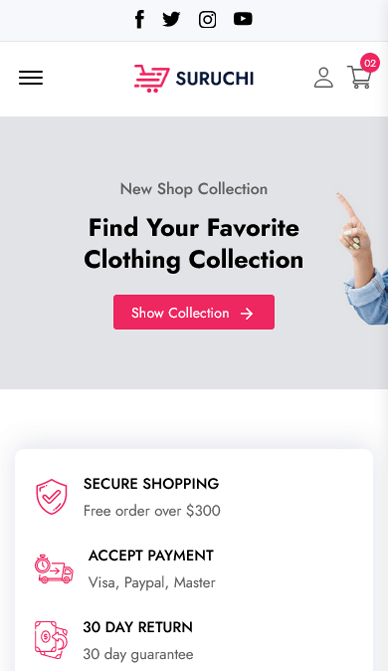 02
SURUCHI
New Shop Collection
Find Your Favorite
Clothing Collection
Show Collection
SECURE SHOPPING
Free order over $300
ACCEPT PAYMENT
Visa, Paypal, Master
30 DAY RETURN
30 day guarantee